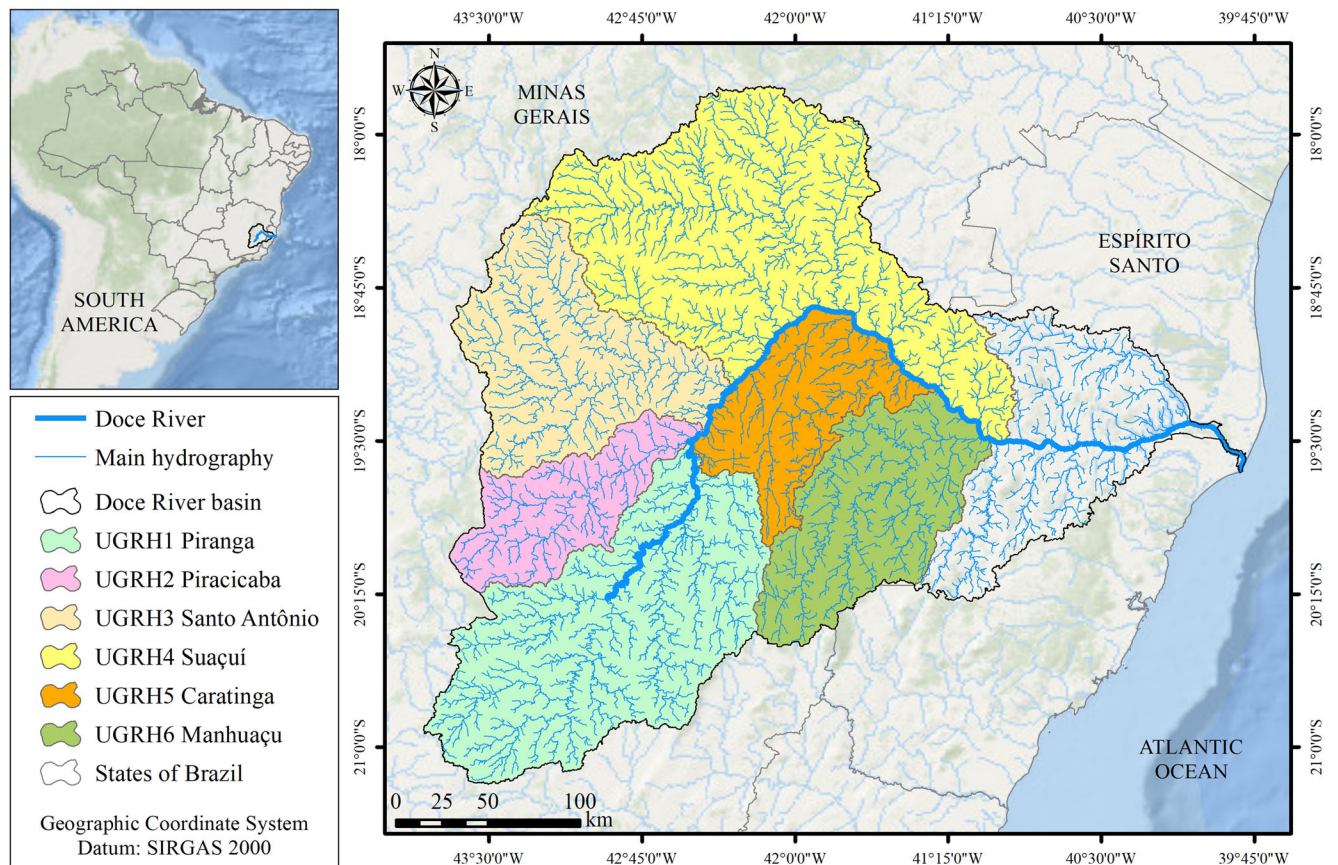 SOUTH
AMERICA
Doce River
Main hydrography
Doce River basin
UGRH1 Piranga
UGRH2 Piracicaba
UGRH3 Santo Antônio
UGRH4 Suaçuí
UGRH5 Caratinga
UGRH6 Manhuaçu
States of Brazil
Geographic Coordinate System
Datum: SIRGAS 2000
43°30'0"W 42°45'0"W 42°0'0"W 41°15'0"W 40°30'0"W 39°45'0"W
N
W E
S
MINAS
GERAIS
ESPÍRITO
SANTO
ATLANTIC
OCEAN
18°0'0"S
18°45'0"S
19°30'0"S
20°15'0"S
21°0'0"S
18°0'0"S
18°45'0"S
19°30'0"S
20°15'0"S
21°0'0"S
0 25 50 100
km
43°30'0"W 42°45'0"W 42°0'0"W 41°15'0"W 40°30'0"W 39°45'0"W